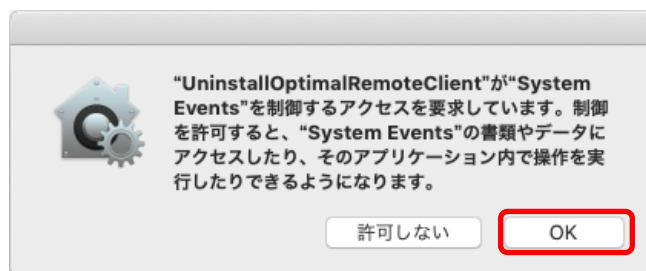 “UninstallOptimalRemoteClient”が“System
Events”を制御するアクセスを要求しています。制御
を許可すると、“System Events”の書類やデータに
アクセスしたり、そのアプリケーション内で操作を実
行したりできるようになります。
許可しない
OK